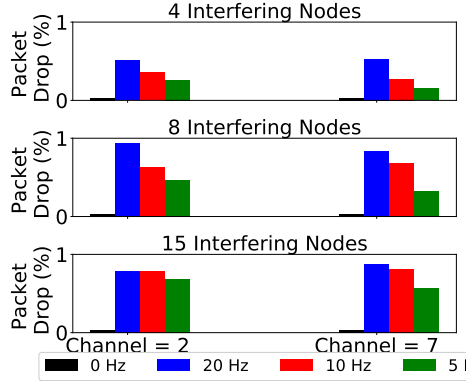 4 Interfering Nodes
1
Packet
Drop (%)
0
8 Interfering Nodes
1
Packet
Drop (%)
0
15 Interfering Nodes
1
Packet
Drop (%)
0
Channel = 2 Channel = 7
0 Hz 20 Hz 10 Hz 5